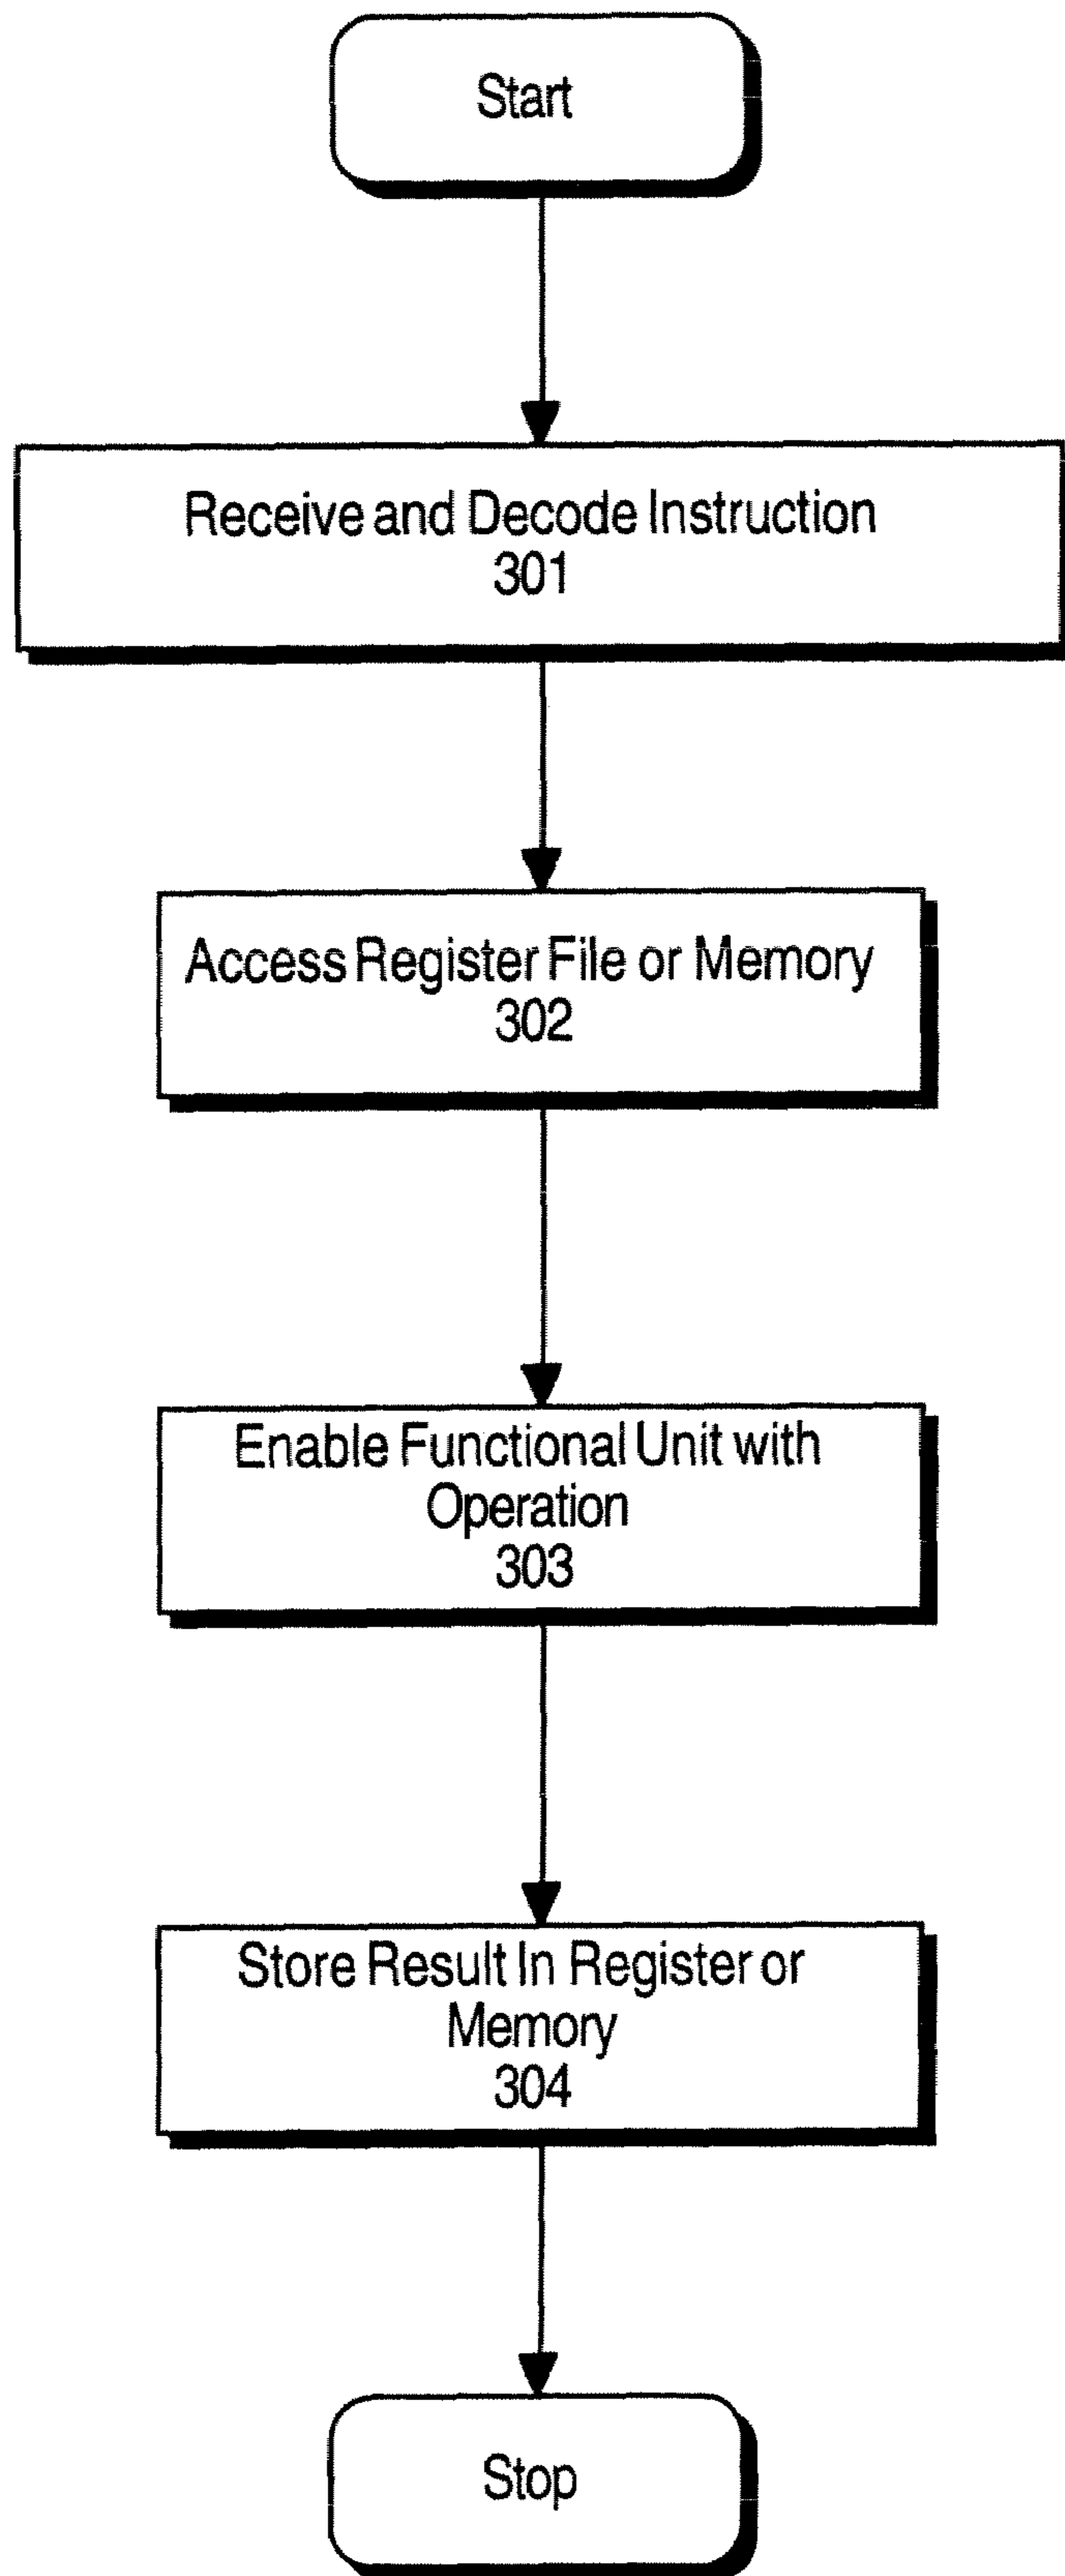 Start
Receive and Decode Instruction
301
Access Register File or Memory
302
Enable Functional Unit with
Operation
303
Store Result In Register or
Memory
304
Stop